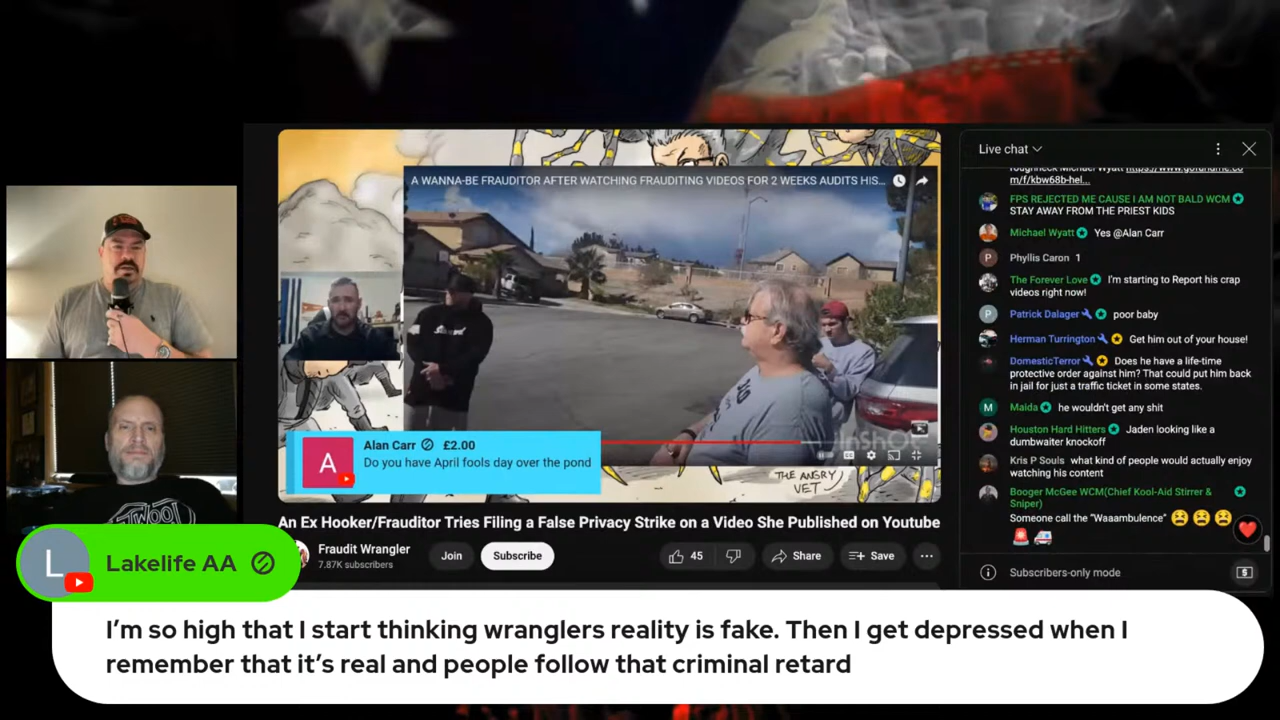 A WANNA-BE FRAUDITOR AFTER WATCHING FRAUDITING VIDEOS FOR 2 WEEKS AUDITS HIS...
Alan Carr £2.00
Do you have April fools day over the pond
A
InShOt
THE ANGRY
VET
An Ex Hooker/Frauditor Tries Filing a False Privacy Strike on a Video She Published on Youtube
Fraudit Wrangler
7.87K subscribers
Join
Subscribe
45
Share
Save
Live chat
m/f/kbw68b-hel...
FPS REJECTED ME CAUSE I AM NOT BALD WCM
STAY AWAY FROM THE PRIEST KIDS
Michael Wyatt Yes @Alan Carr
P
Phyllis Caron 1
The Forever Love I'm starting to Report his crap
videos right now!
P
Patrick Dalager poor baby
Herman Turrington Get him out of your house!
DomesticTerror Does he have a life-time
protective order against him? That could put him back
in jail for just a traffic ticket in some states.
M
Maida he wouldn't get any shit
Houston Hard Hitters Jaden looking like a
dumbwaiter knockoff
Kris P Souls what kind of people would actually enjoy
watching his content
Booger McGee WCM(Chief Kool-Aid Stirrer &
Sniper)
Someone call the "Waaambulence"
Subscribers-only mode
L
Lakelife AA
I'm so high that I start thinking wranglers reality is fake. Then I get depressed when I
remember that it's real and people follow that criminal retard